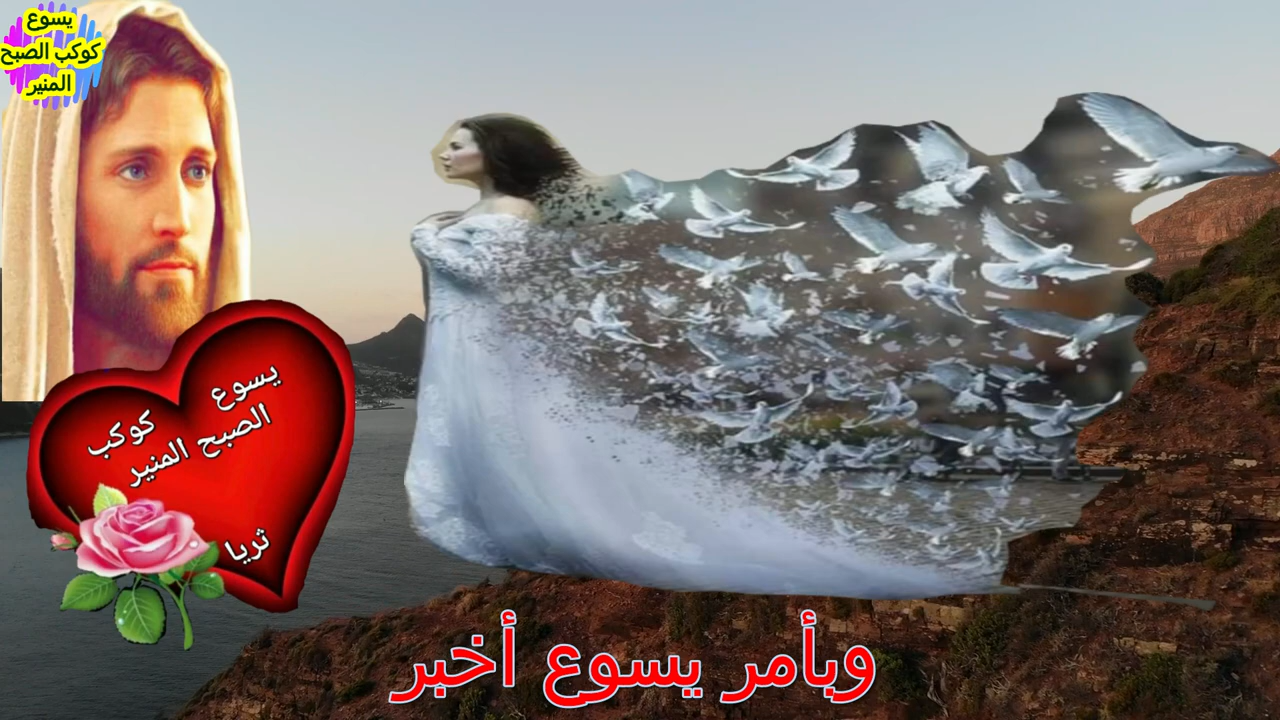 يسوع
كوكب الصبح
المنير
يسوع
كوكب
الصبح المنير
ثريا
وبأمر يسوع أخبر